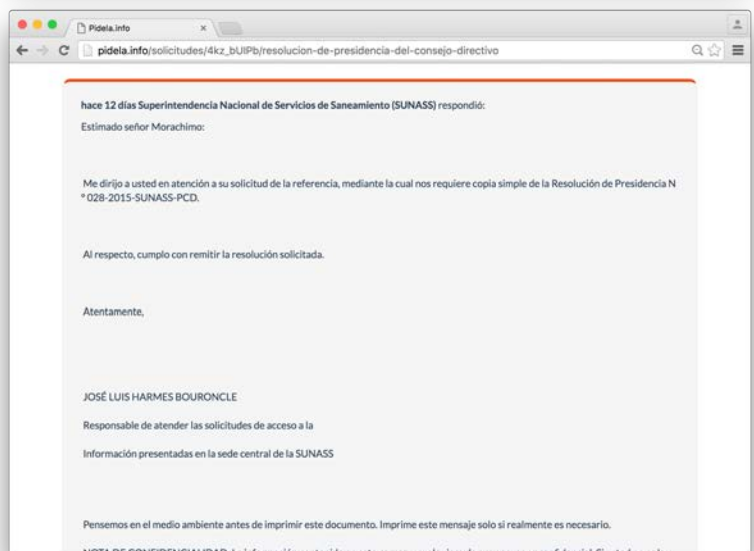 Pidela.info
pidela.info/solicitudes/4kz_bUIPb/resolucion-de-presidencia-del-consejo-directivo
hace 12 días Superintendencia Nacional de Servicios de Saneamiento (SUNASS) respondió:
Estimado señor Morachimo:
Me dirijo a usted en atención a su solicitud de la referencia, mediante la cual nos requiere copia simple de la Resolución de Presidencia N
° 028-2015-SUNASS-PCD.
Al respecto, cumplo con remitir la resolución solicitada.
Atentamente,
JOSÉ LUIS HARMES BOURONCLE
Responsable de atender las solicitudes de acceso a la
Información presentadas en la sede central de la SUNASS
Pensemos en el medio ambiente antes de imprimir este documento. Imprime este mensaje solo si realmente es necesario.
NOTA DE CONFIDENCIALIDAD: La información